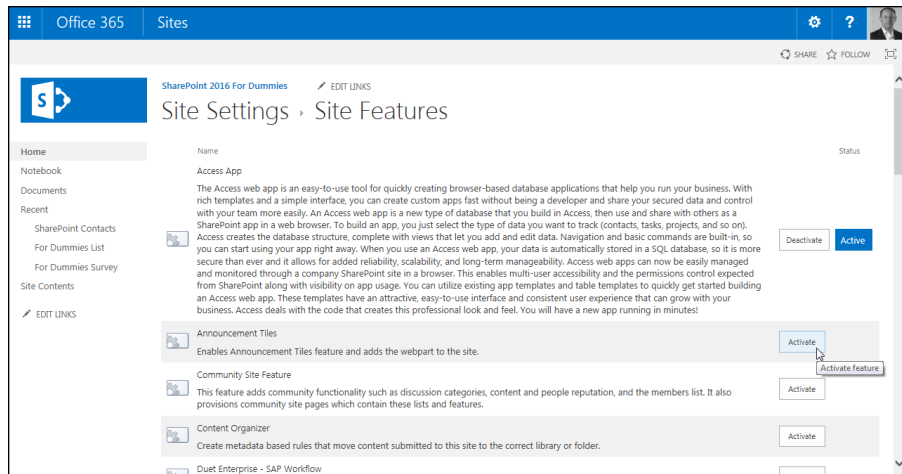 Office 365 Sites ?
SHARE FOLLOW
S
SharePoint 2016 For Dummies EDIT LINKS
Site Settings › Site Features
Home
Notebook
Documents
Recent
SharePoint Contacts
For Dummies List
For Dummies Survey
Site Contents
EDIT LINKS
Name Status
Access App
The Access web app is an easy-to-use tool for quickly creating browser-based database applications that help you run your business. With
rich templates and a simple interface, you can create custom apps fast without being a developer and share your secured data and control
with your team more easily. An Access web app is a new type of database that you build in Access, then use and share with others as a
SharePoint app in a web browser. To build an app, you just select the type of data you want to track (contacts, tasks, projects, and so on).
Access creates the database structure, complete with views that let you add and edit data. Navigation and basic commands are built-in, so
you can start using your app right away. When you use an Access web app, your data is automatically stored in a SQL database, so it is more
secure than ever and it allows for added reliability, scalability, and long-term manageability. Access web apps can now be easily managed
and monitored through a company SharePoint site in a browser. This enables multi-user accessibility and the permissions control expected
from SharePoint along with visibility on app usage. You can utilize existing app templates and table templates to quickly get started building
an Access web app. These templates have an attractive, easy-to-use interface and consistent user experience that can grow with your
business. Access deals with the code that creates this professional look and feel. You will have a new app running in minutes!
Deactivate Active
Announcement Tiles
Enables Announcement Tiles feature and adds the webpart to the site.
Activate
Activate feature
Community Site Feature
This feature adds community functionality such as discussion categories, content and people reputation, and the members list. It also
provisions community site pages which contain these lists and features.
Activate
Content Organizer
Create metadata based rules that move content submitted to this site to the correct library or folder.
Activate
Duet Enterprise - SAP Workflow